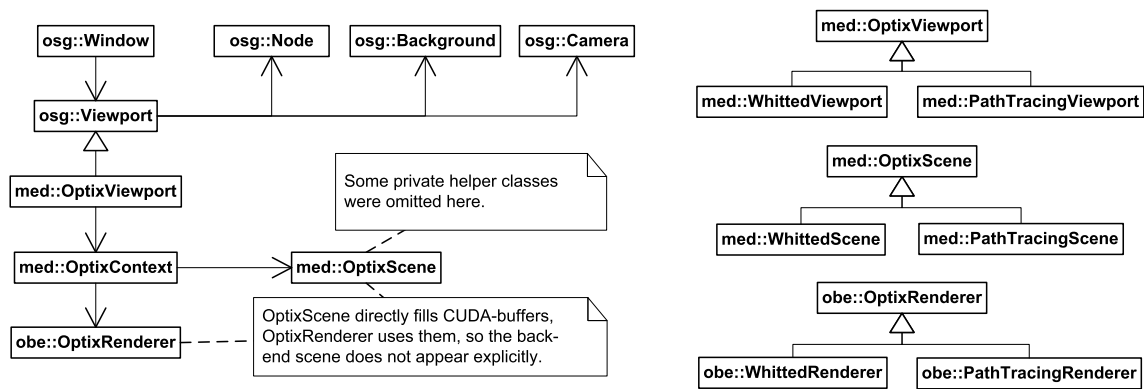 osg::Window
osg::Node
osg::Background
osg::Camera
osg::Viewport
med::OptixViewport
Some private helper classes
were omitted here.
med::OptixContext
med::OptixScene
OptixScene directly fills CUDA-buffers,
OptixRenderer uses them, so the back-
end scene does not appear explicitly.
obe::OptixRenderer
med::OptixViewport
med::WhittedViewport
med::PathTracingViewport
med::OptixScene
med::WhittedScene
med::PathTracingScene
obe::OptixRenderer
obe::WhittedRenderer
obe::PathTracingRenderer